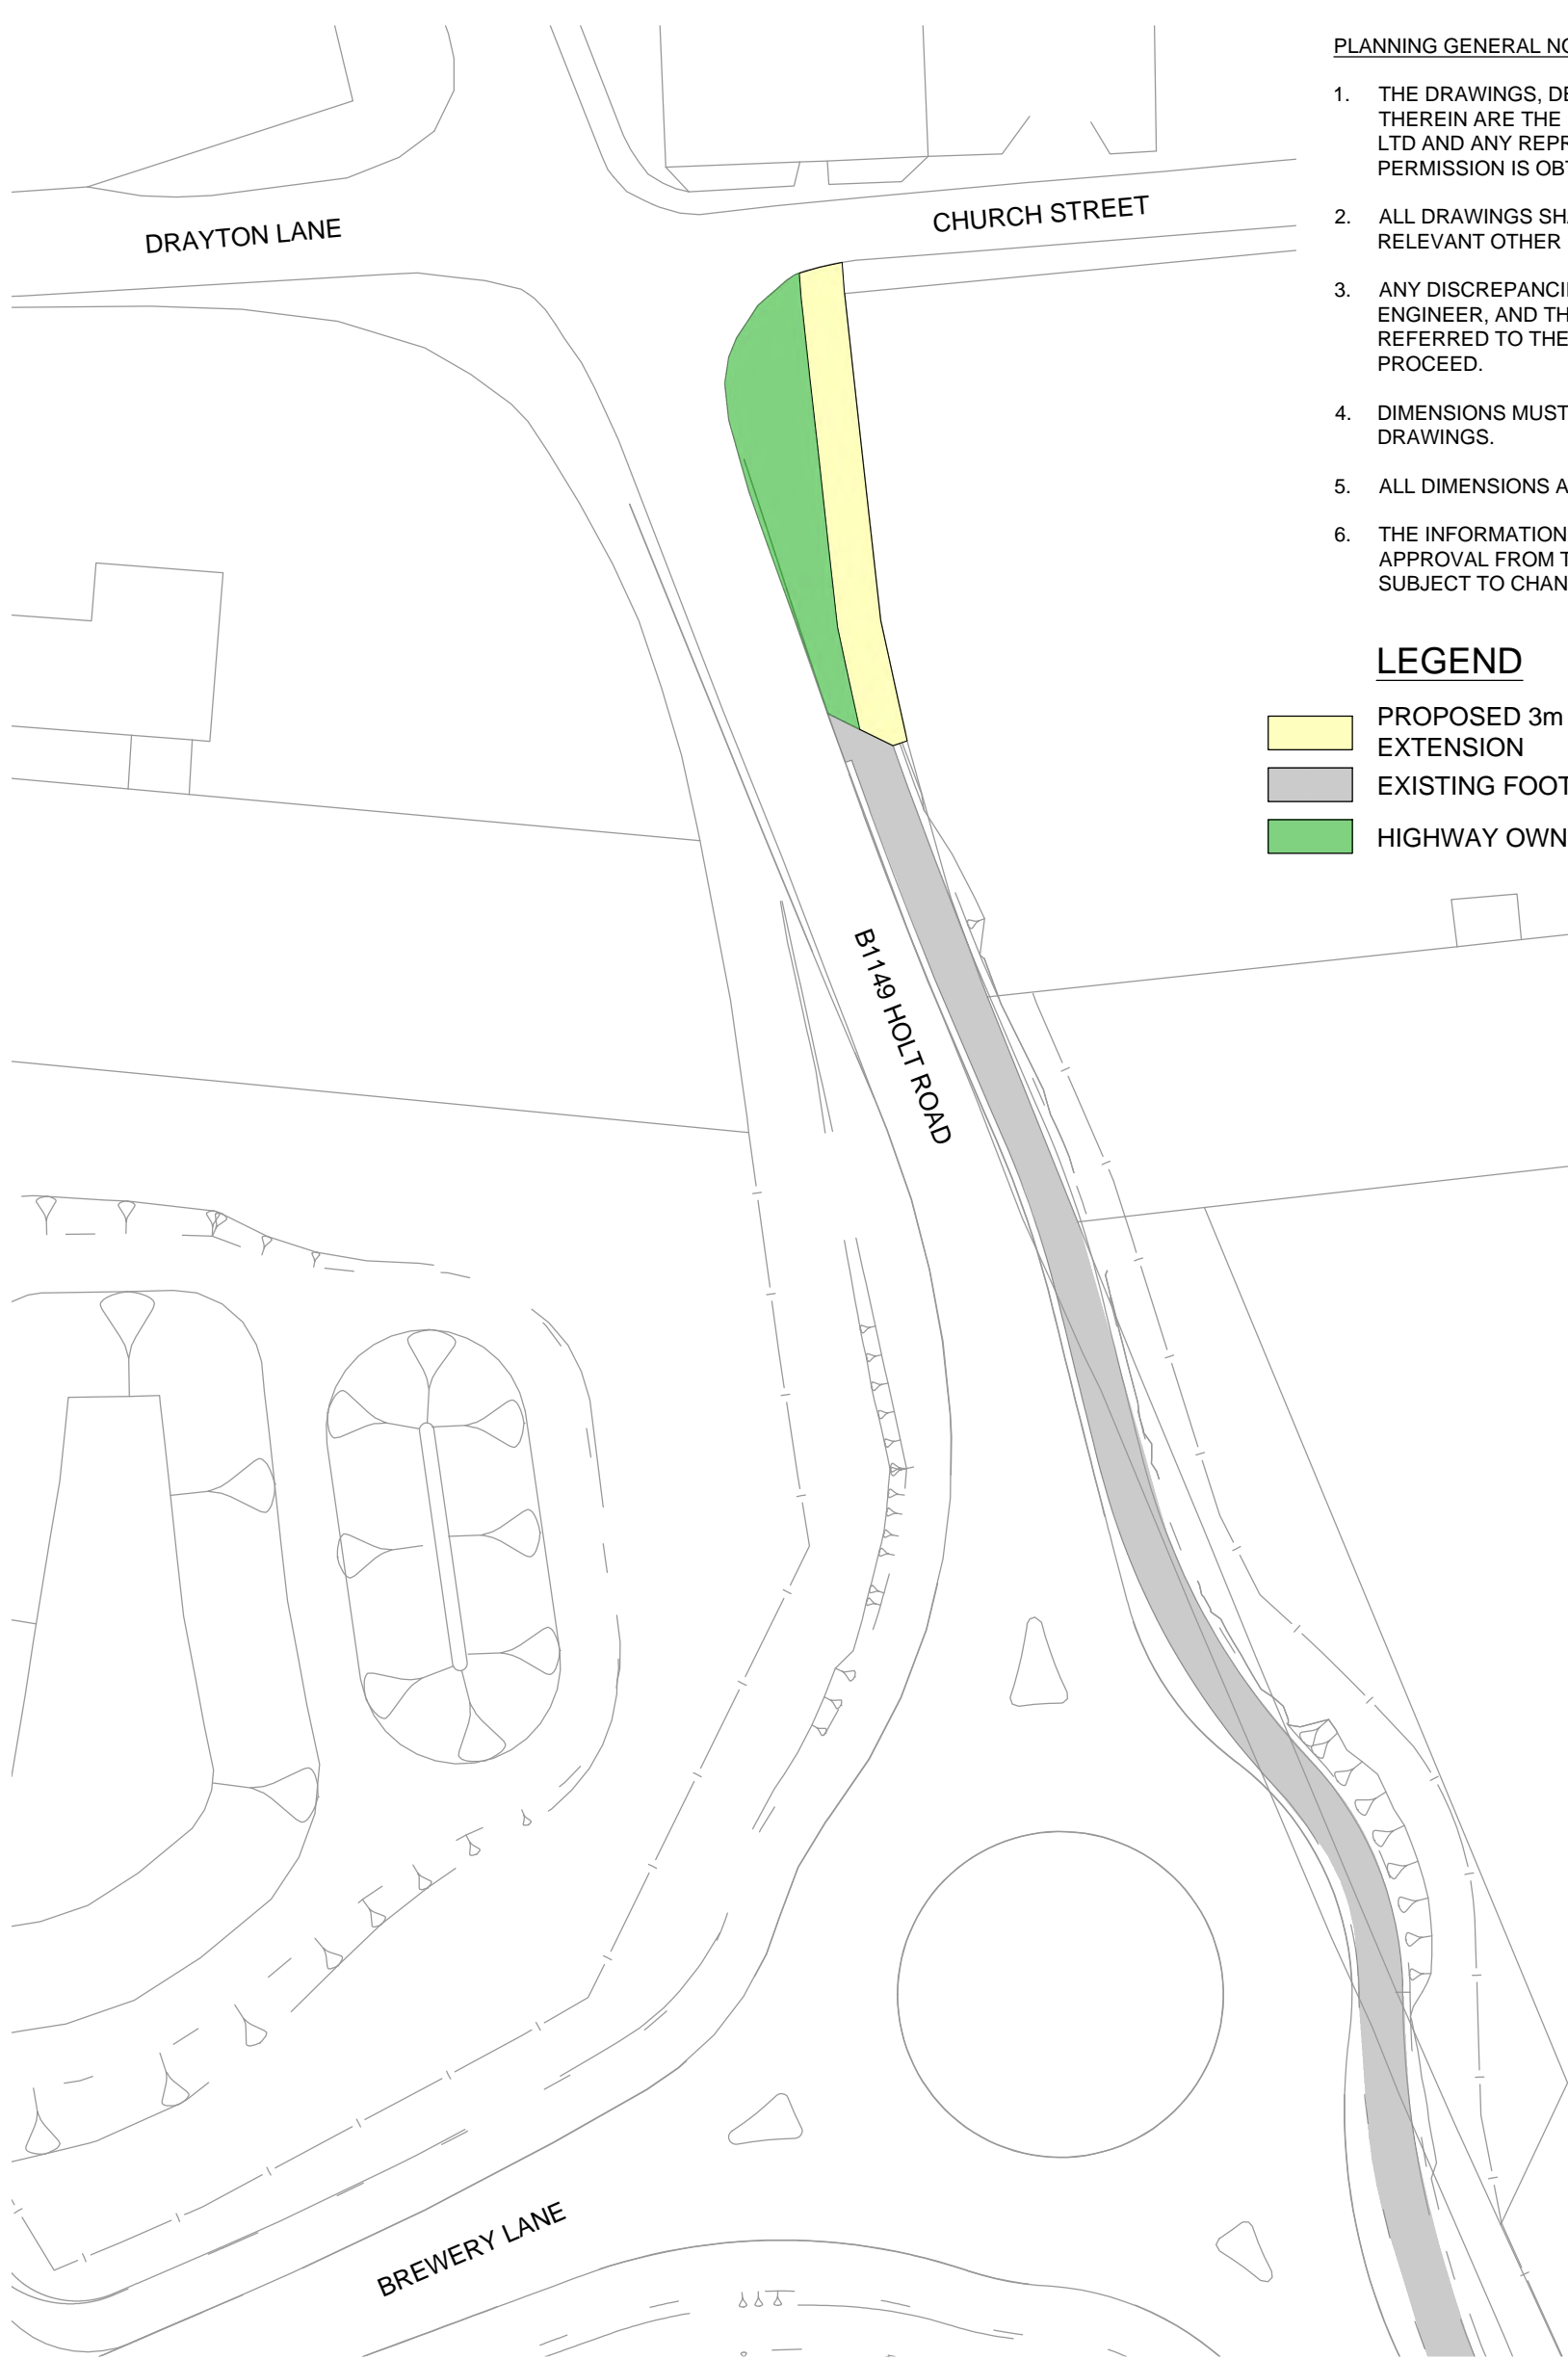 PLANNING GENERAL NO
1. THE DRAWINGS, DE
THEREIN ARE THE
LTD AND ANY REPR
PERMISSION IS OBT
2. ALL DRAWINGS SHA
RELEVANT OTHER
3. ANY DISCREPANCI
ENGINEER, AND TH
REFERRED TO THE
PROCEED.
4. DIMENSIONS MUST
DRAWINGS.
5. ALL DIMENSIONS A
6. THE INFORMATION
APPROVAL FROM T
SUBJECT TO CHAN
LEGEND
PROPOSED 3m
EXTENSION
EXISTING FOOT
HIGHWAY OWN
DRAYTON LANE
CHURCH STREET
B1149 HOLT ROAD
BREWERY LANE